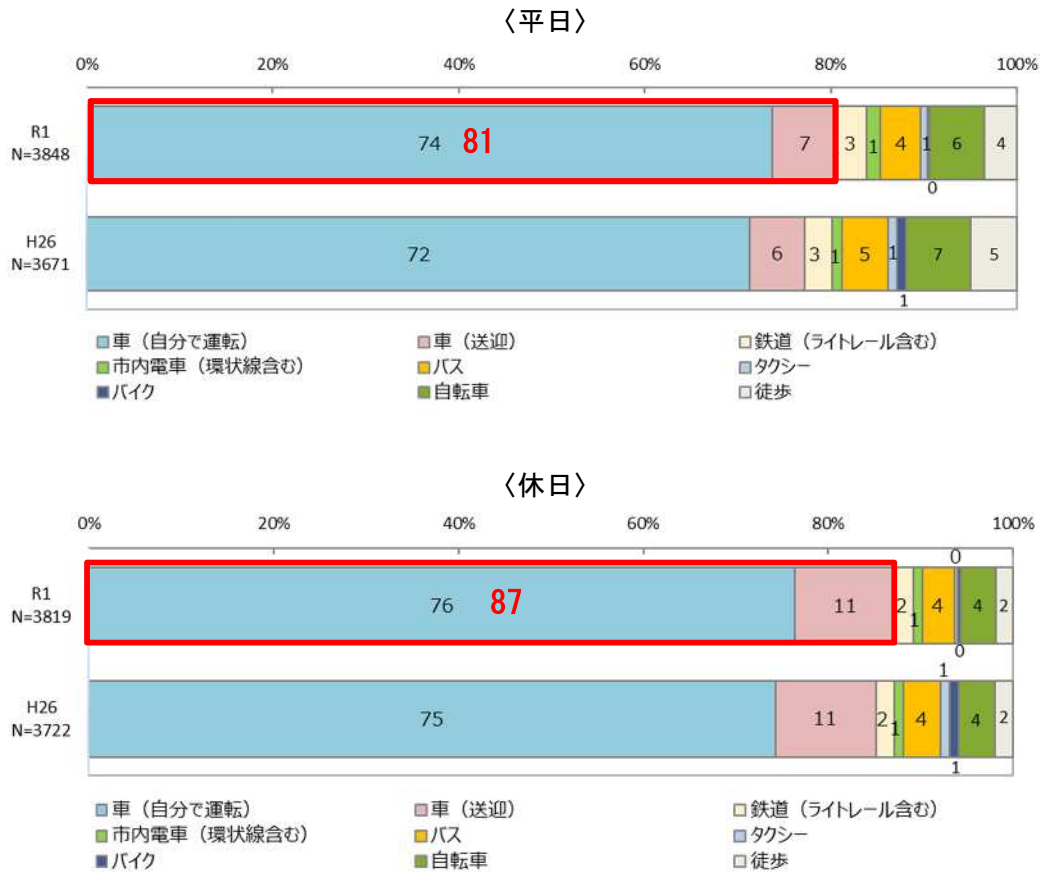 〈平日〉
0% 20% 40% 60% 80% 100%
R1
N=3848
74 81 7 3 1 4 1 6 4
0
H26
N=3671
72 6 3 1 5 1 7 5
1
車（自分で運転） 車（送迎） 鉄道（ライトレール含む）
市内電車（環状線含む） バス タクシー
バイク 自転車 徒歩
〈休日〉
0% 20% 40% 60% 80% 100%
0
R1
N=3819
76 87 11 2 1 4 4 2
0
1
H26
N=3722
75 11 2 1 4 4 2
1
車（自分で運転） 車（送迎） 鉄道（ライトレール含む）
市内電車（環状線含む） バス タクシー
バイク 自転車 徒歩